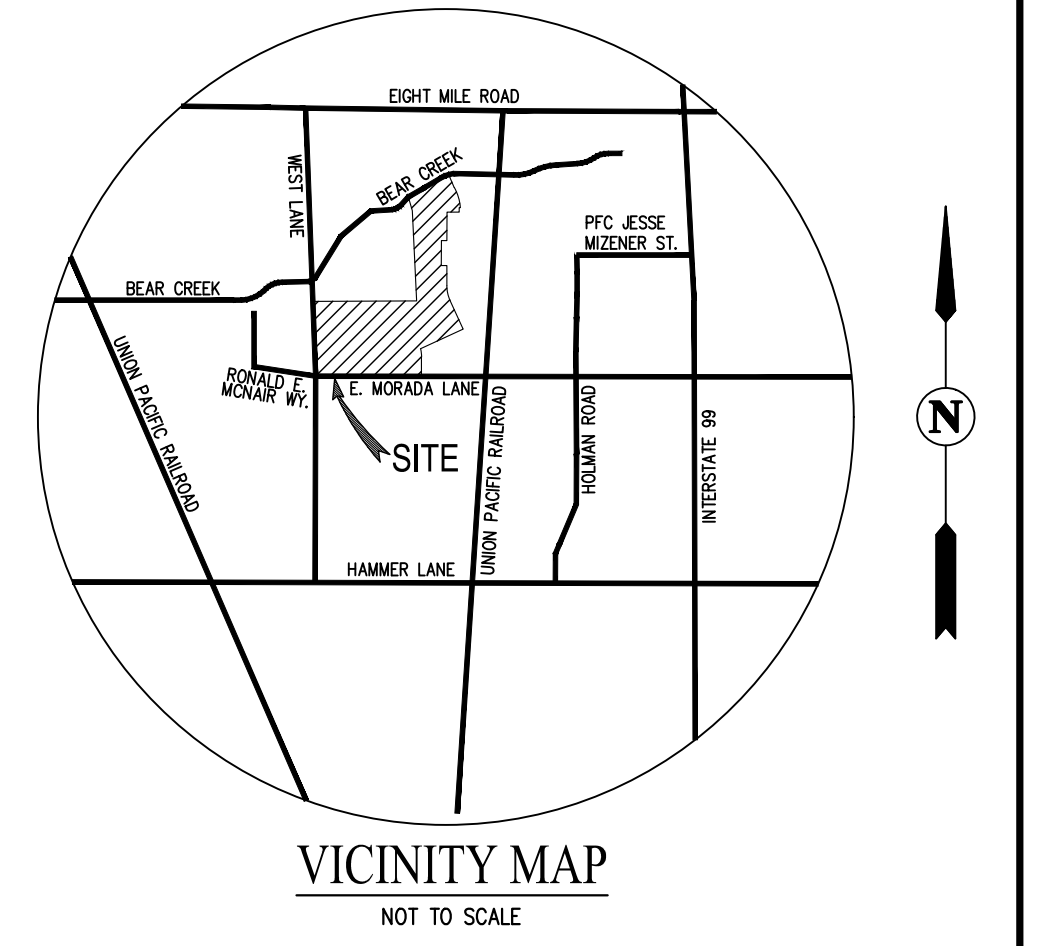 EIGHT MILE ROAD
WEST LANE
BEAR CREEK
PFC JESSE
MIZENER ST.
BEAR CREEK
UNION PACIFIC RAILROAD
RONALD E.
MCNAIR WY.
E. MORADA LANE
SITE
UNION PACIFIC RAILROAD
HOLMAN ROAD
INTERSTATE 99
N
HAMMER LANE
VICINITY MAP
NOT TO SCALE